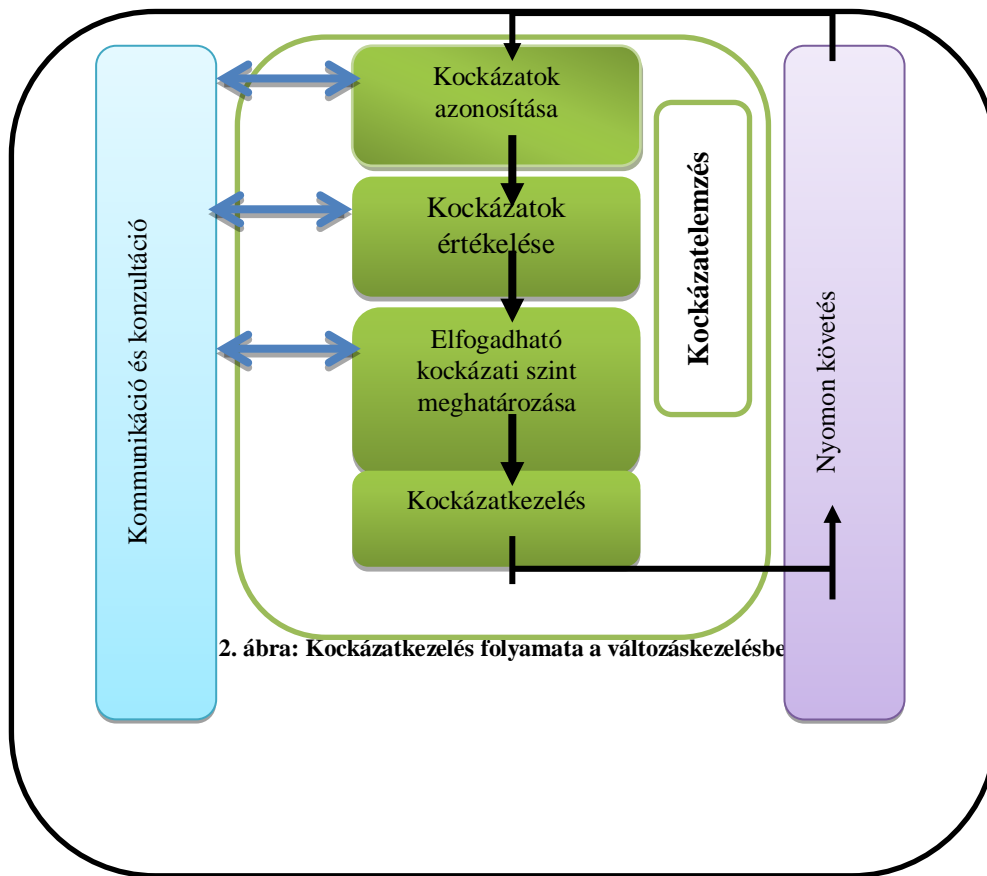 Kommunikáció és konzultáció
Kockázatok
azonosítása
Kockázatok
értékelése
Elfogadható
kockázati szint
meghatározása
Kockázatkezelés
Kockázatelemzés
Nyomon követés
2. ábra: Kockázatkezelés folyamata a változáskezelésbe